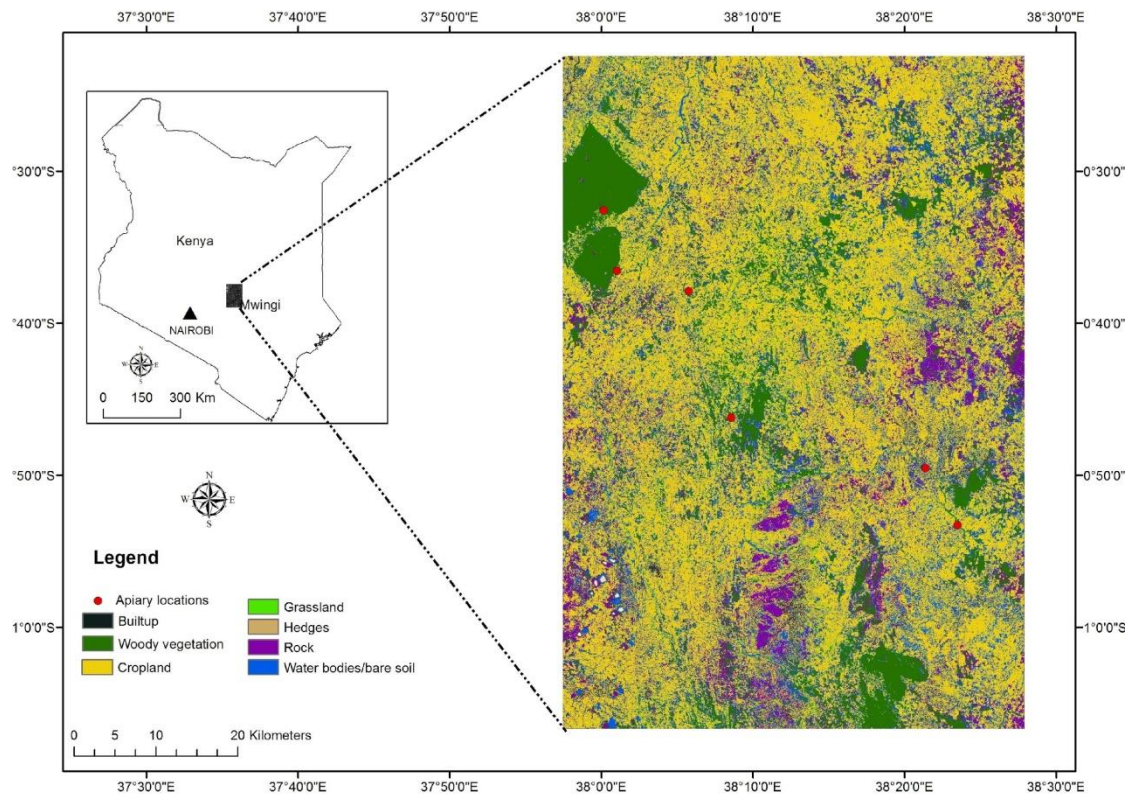 37°30'0"E 37°40'0"E 37°50'0"E 38°0'0"E 38°10'0"E 38°20'0"E 38°30'0"E
°30'0"S 0°30'0"
Kenya
Mwingi
NAIROBI
°40'0"S 0°40'0"
N
W E
S
0 150 300 Km
°50'0"S 0°50'0"
N
W E
S
Legend
Apiary locations
Builtup
Woody vegetation
Cropland
Grassland
Hedges
Rock
Water bodies/bare soil
1°0'0"S 1°0'0"S
0 5 10 20 Kilometers
37°30'0"E 37°40'0"E 37°50'0"E 38°0'0"E 38°10'0"E 38°20'0"E 38°30'0"E